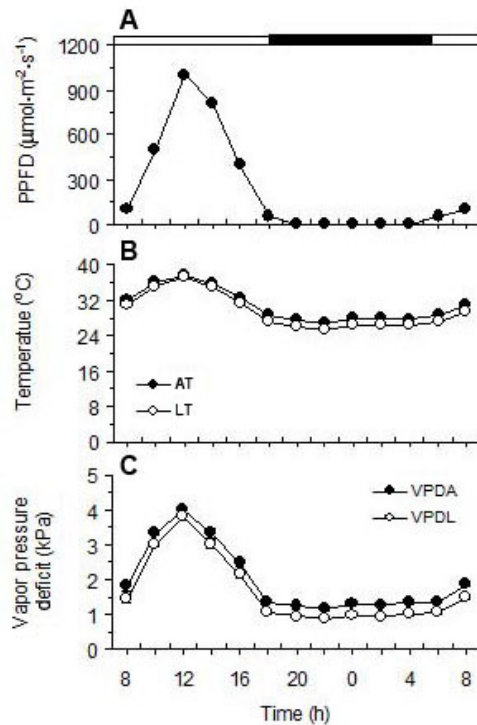 A
1200
900
600
300
0
PPFD (µmol·m⁻²·s⁻¹)
B
40
32
24
16
8
0
Temperatue (°C)
AT
LT
C
5
4
3
2
1
0
Vapor pressure
deficit (kPa)
VPDA
VPDL
8 12 16 20 0 4 8
Time (h)